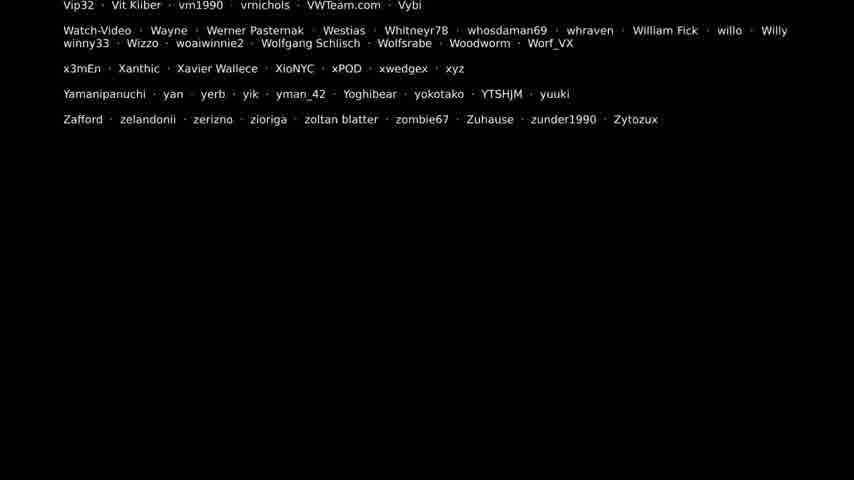 Vip32 · Vit Kliber · vm1990 · vrnichols · VWTeam.com · Vybi
Watch-Video · Wayne · Werner Pasternak · Westias · Whitneyr78 · whosdaman69 · whraven · William Fick · willo · Willy
winny33 · Wizzo · woaiwinnie2 · Wolfgang Schlisch · Wolfsrabe · Woodworm · Worf_VX
x3mEn · Xanthic · Xavier Wallece · XioNYC · xPOD · xwedgex · xyz
Yamanipanuchi · yan · yerb · yik · yman_42 · Yoghibear · yokotako · YTSHJM · yuuki
Zafford · zelandonii · zerizno · zioriga · zoltan blatter · zombie67 · Zuhause · zunder1990 · Zytozux